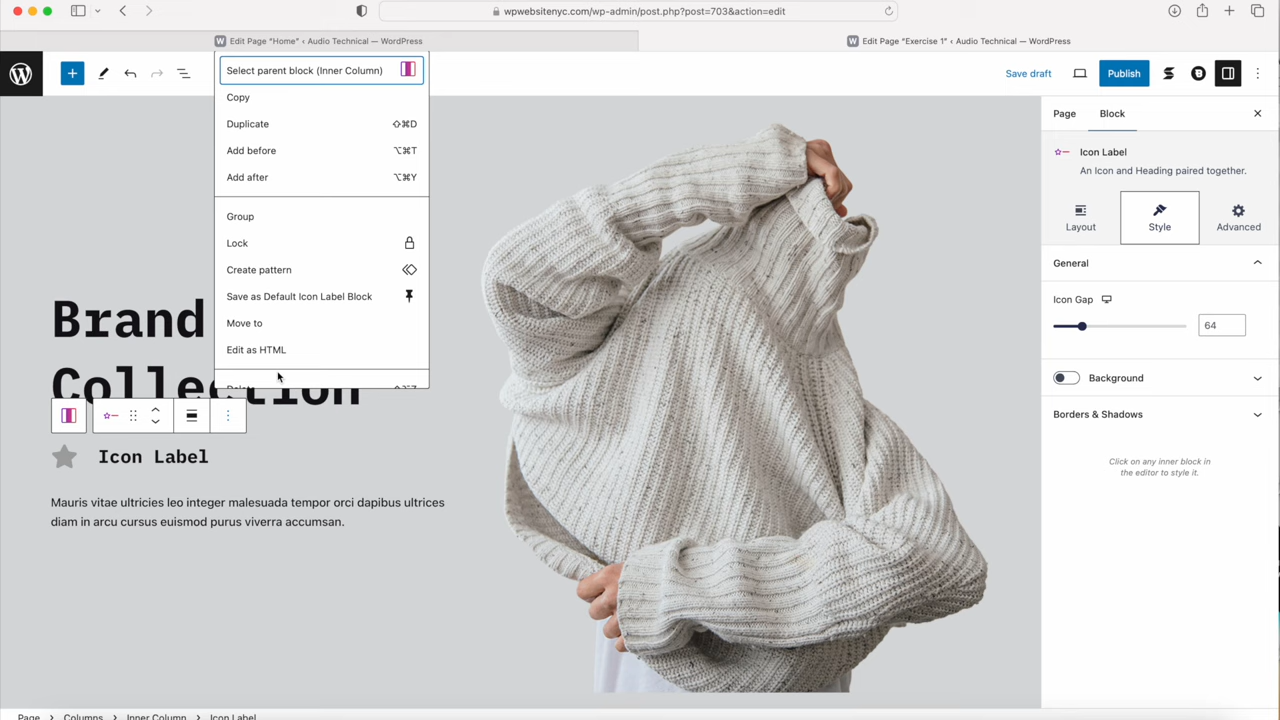 wpwebsitenyc.com/wp-admin/post.php?post=703&action=edit
Edit Page “Home” ‹ Audio Technical — WordPress
Edit Page “Exercise 1” ‹ Audio Technical — WordPress
Save draft
Publish
Select parent block (Inner Column)
Copy
Duplicate ⇧⌘D
Add before ⌥⌘T
Add after ⌥⌘Y
Group
Lock
Create pattern
Save as Default Icon Label Block
Move to
Edit as HTML
Brand
Collection
Icon Label
Mauris vitae ultricies leo integer malesuada tempor orci dapibus ultrices
diam in arcu cursus euismod purus viverra accumsan.
Page Block
Icon Label
An Icon and Heading paired together.
Layout Style Advanced
General
Icon Gap
64
Background
Borders & Shadows
Click on any inner block in
the editor to style it.
Page Columns Inner Column Icon Label